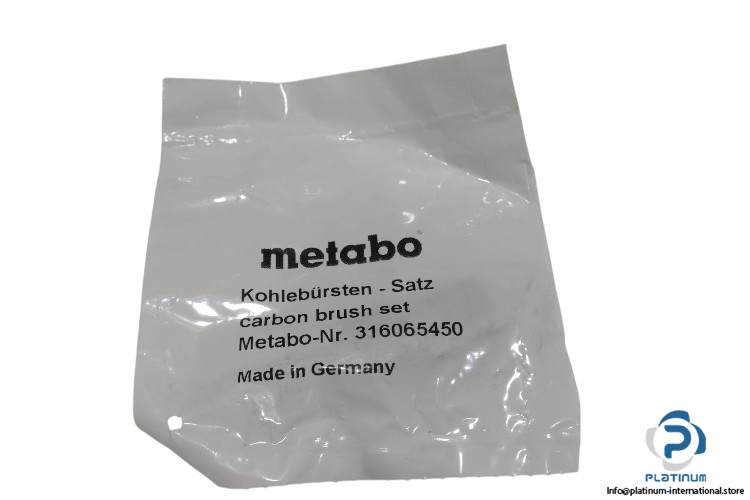 metabo
Kohlebürsten - Satz
carbon brush set
Metabo-Nr. 316065450
Made in Germany
PLATINUM
Info@platinum-international.store